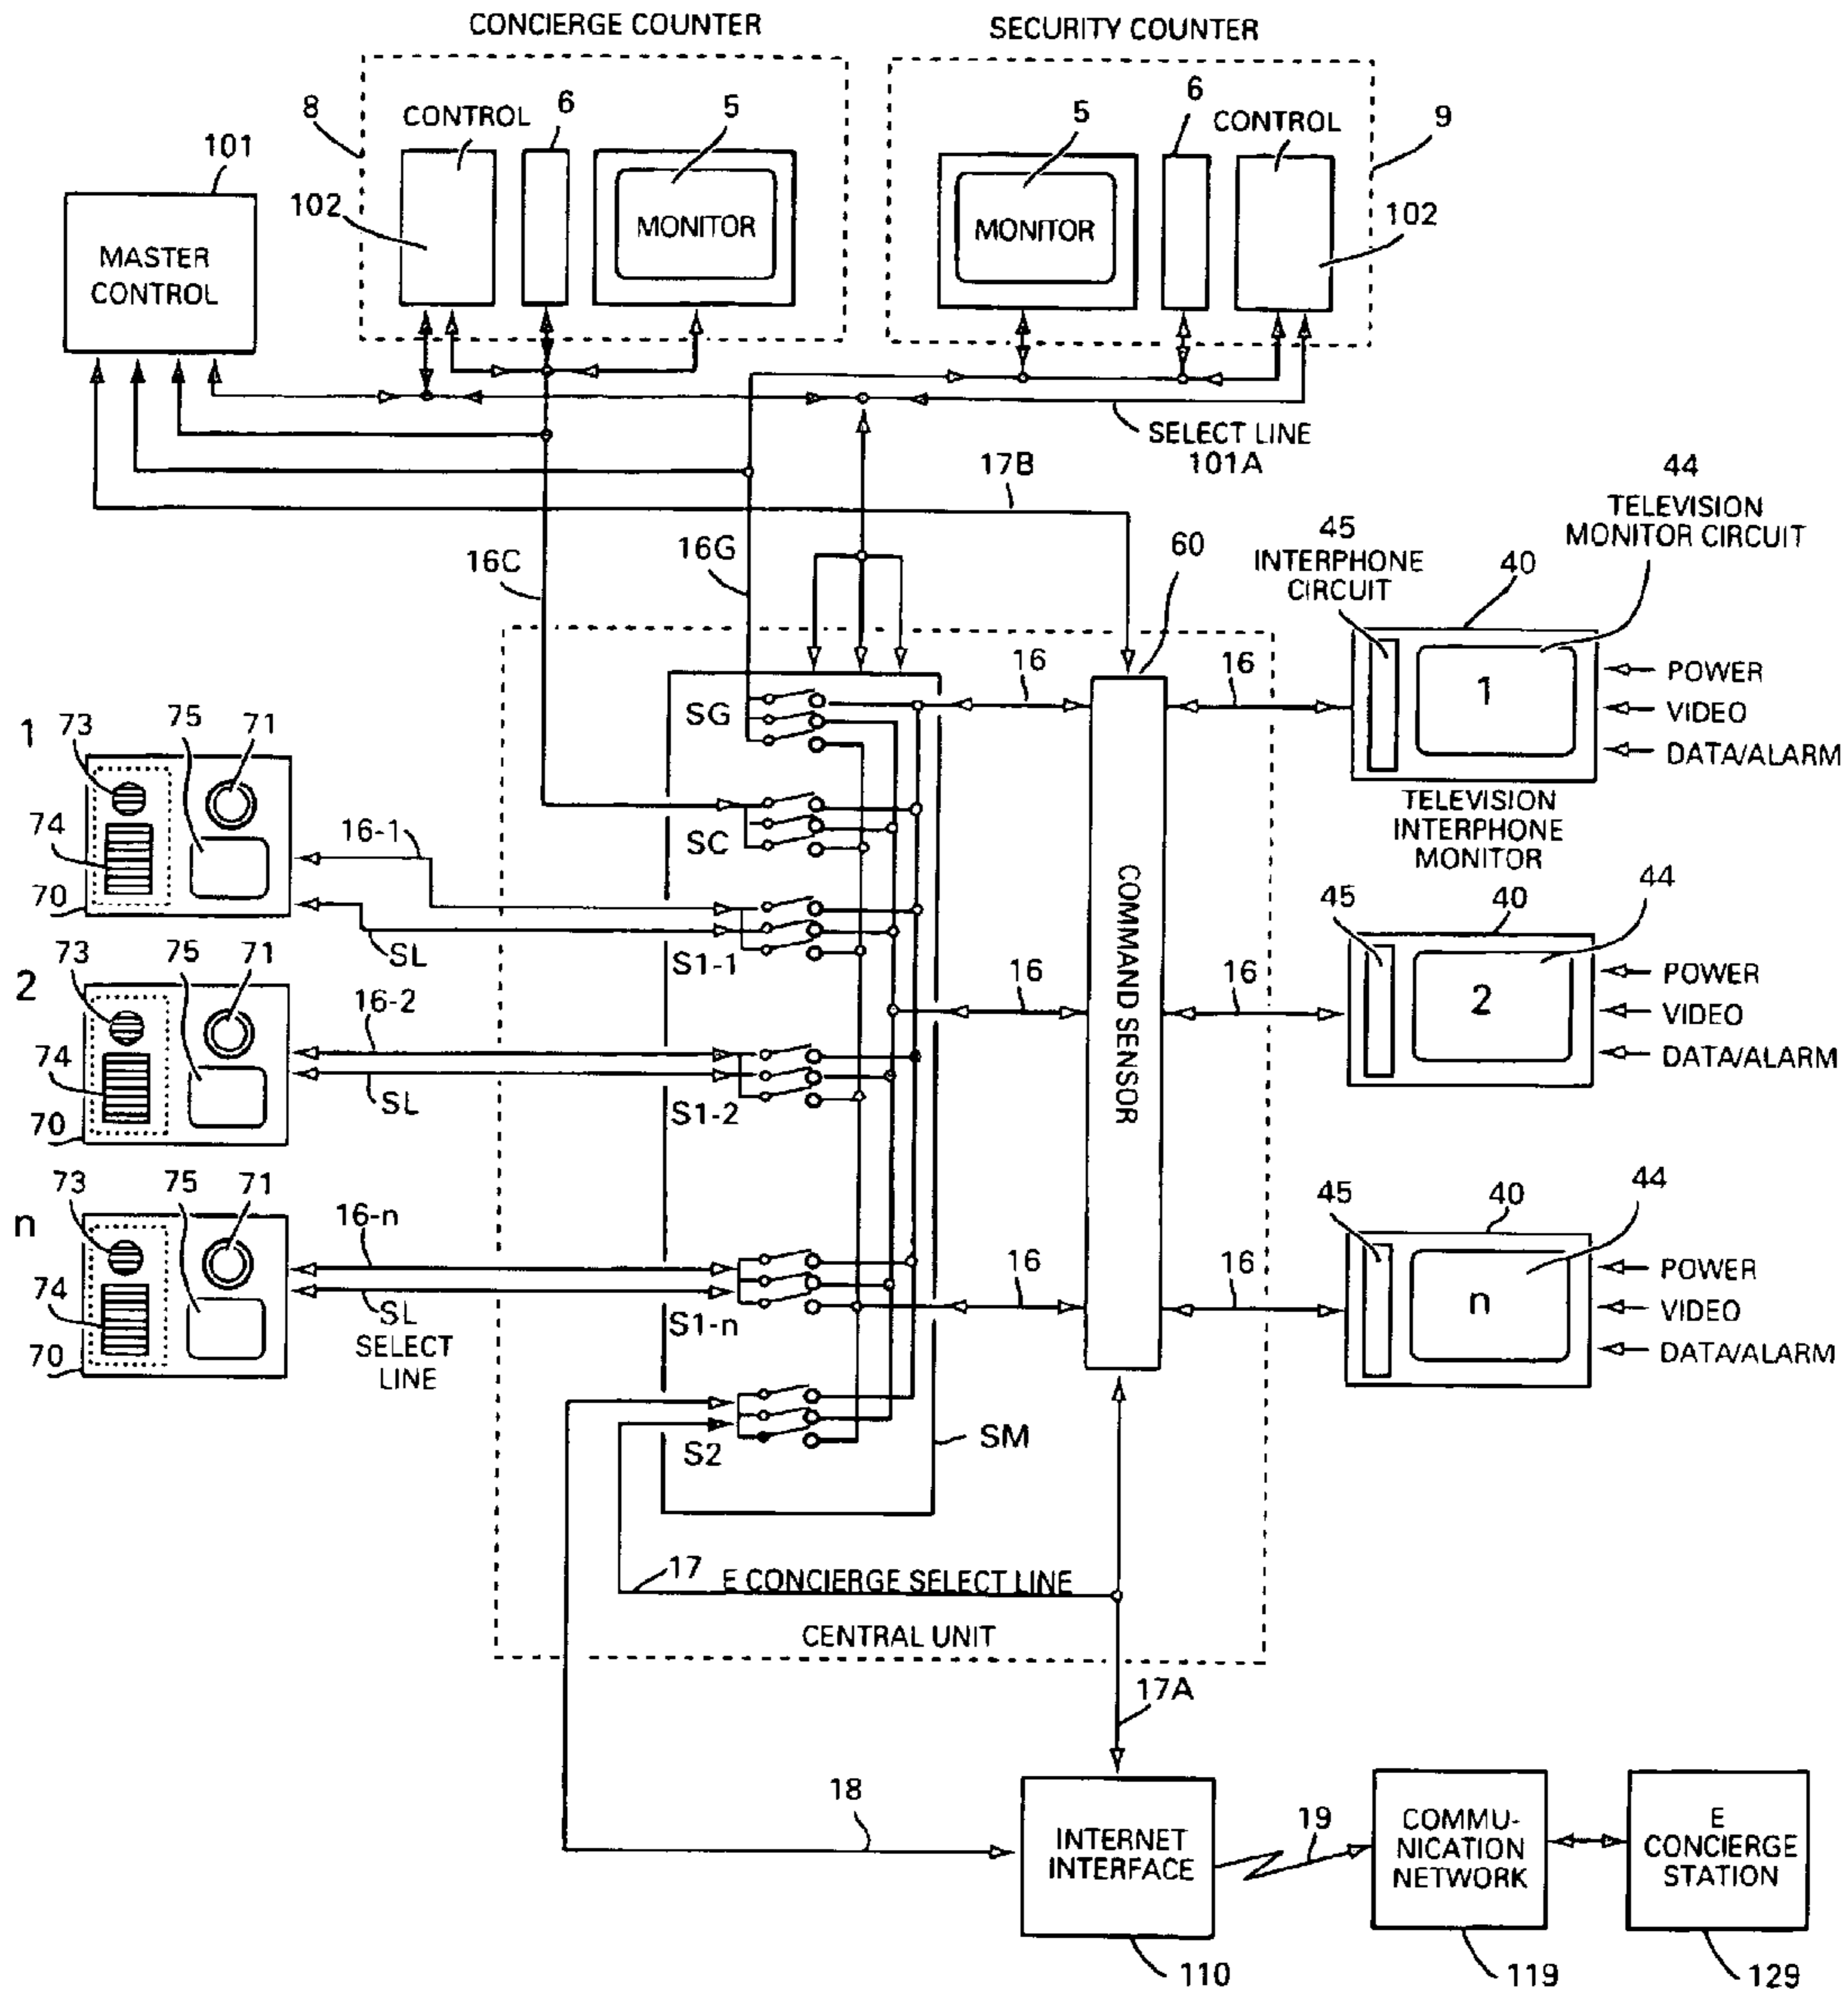 CONCIERGE COUNTER
SECURITY COUNTER
8
CONTROL
6
5
5
6
CONTROL
9
101
102
MONITOR
MONITOR
102
MASTER
CONTROL
SELECT LINE
101A
17B
44
TELEVISION
MONITOR CIRCUIT
45
INTERPHONE
CIRCUIT
40
16C
16G
60
16
16
1
POWER
VIDEO
DATA/ALARM
TELEVISION
INTERPHONE
MONITOR
SG
SC
1
73
75
71
74
70
16-1
SL
S1-1
COMMAND SENSOR
45
40
44
16
16
2
POWER
VIDEO
DATA/ALARM
2
73
75
71
74
70
16-2
SL
S1-2
n
73
75
71
74
70
16-n
SL
SELECT
LINE
S1-n
16
16
45
40
44
n
POWER
VIDEO
DATA/ALARM
S2
SM
17
E CONCIERGE SELECT LINE
CENTRAL UNIT
17A
18
INTERNET
INTERFACE
19
COMMU-
NICATION
NETWORK
E
CONCIERGE
STATION
110
119
129